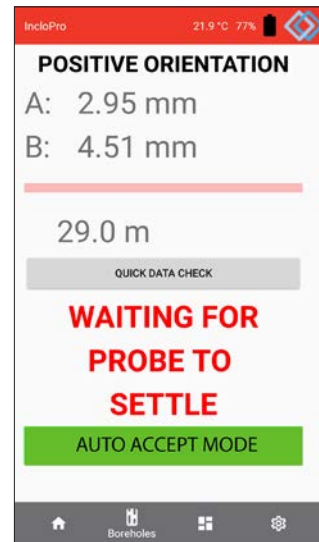 IncloPro 21.9 °C 77%
POSITIVE ORIENTATION
A: 2.95 mm
B: 4.51 mm
29.0 m
QUICK DATA CHECK
WAITING FOR
PROBE TO
SETTLE
AUTO ACCEPT MODE
Boreholes